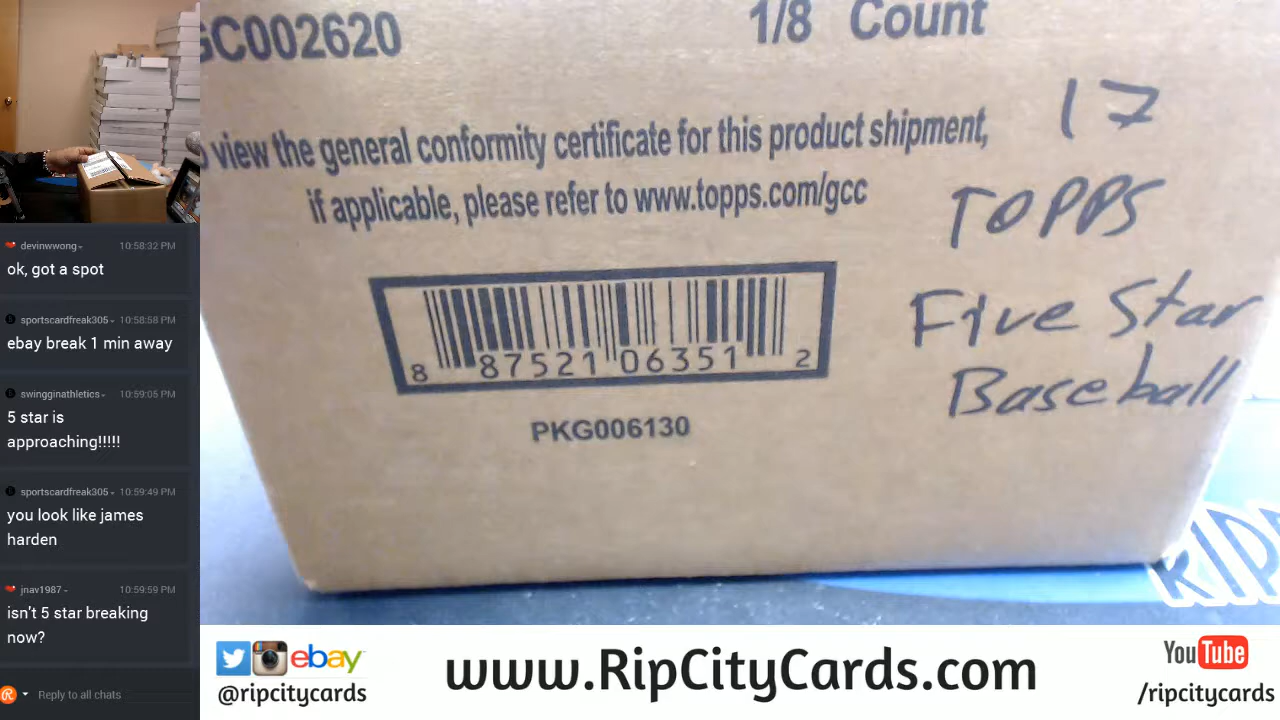 GC002620
1/8 Count
view the general conformity certificate for this product shipment,
if applicable, please refer to www.topps.com/gcc
8 87521 06351 2
PKG006130
17
TOPPS
Five Star
Baseball
RIP
devinwwong 10:58:32 PM
ok, got a spot
sportscardfreak305 10:58:58 PM
ebay break 1 min away
swingginathletics 10:59:05 PM
5 star is
approaching!!!!!
sportscardfreak305 10:59:49 PM
you look like james
harden
jnav1987 10:59:59 PM
isn't 5 star breaking
now?
Reply to all chats
ebay
@ripcitycards
www.RipCityCards.com
YouTube
/ripcitycards